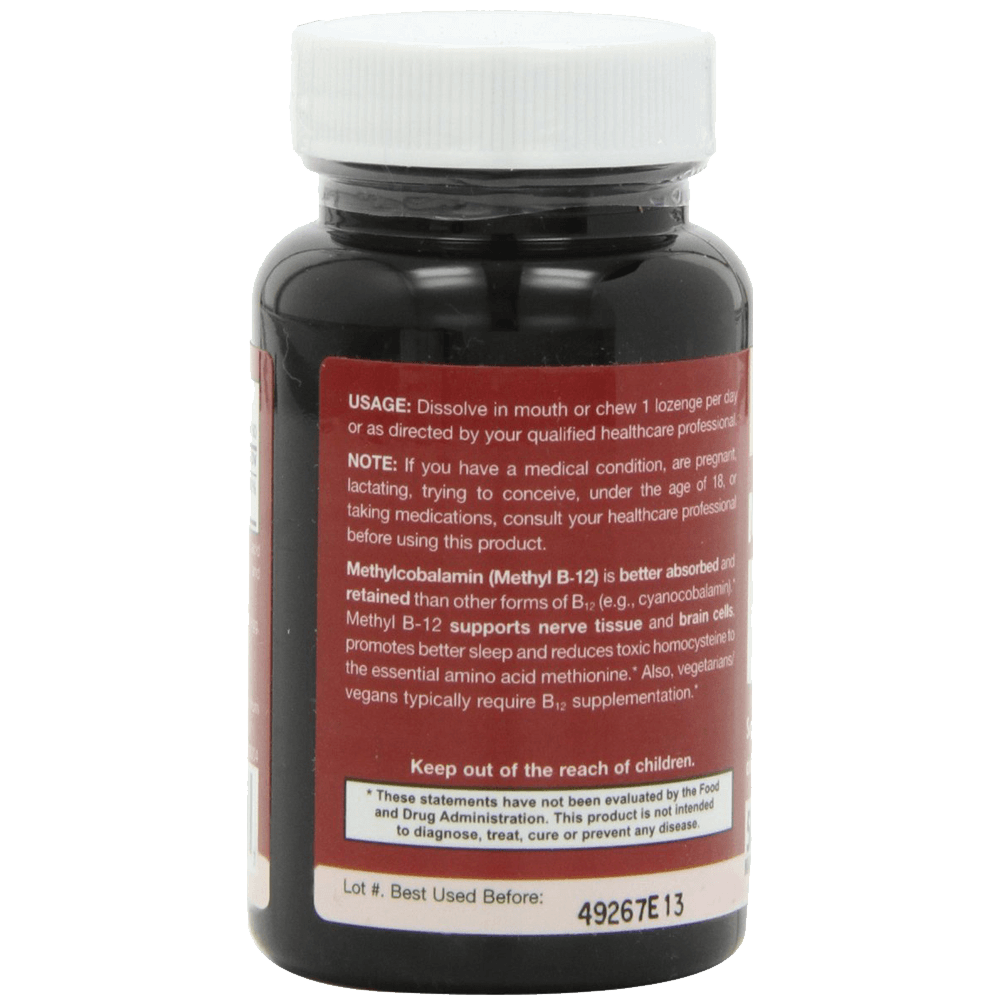 USAGE: Dissolve in mouth or chew 1 lozenge per day
or as directed by your qualified healthcare professional.
NOTE: If you have a medical condition, are pregnant,
lactating, trying to conceive, under the age of 18, or
taking medications, consult your healthcare professional
before using this product.
Methylcobalamin (Methyl B-12) is better absorbed and
retained than other forms of B₁₂ (e.g., cyanocobalamin).*
Methyl B-12 supports nerve tissue and brain cells,
promotes better sleep and reduces toxic homocysteine to
the essential amino acid methionine.* Also, vegetarians/
vegans typically require B₁₂ supplementation.*
Keep out of the reach of children.
* These statements have not been evaluated by the Food
and Drug Administration. This product is not intended
to diagnose, treat, cure or prevent any disease.
Lot #. Best Used Before:
49267E13